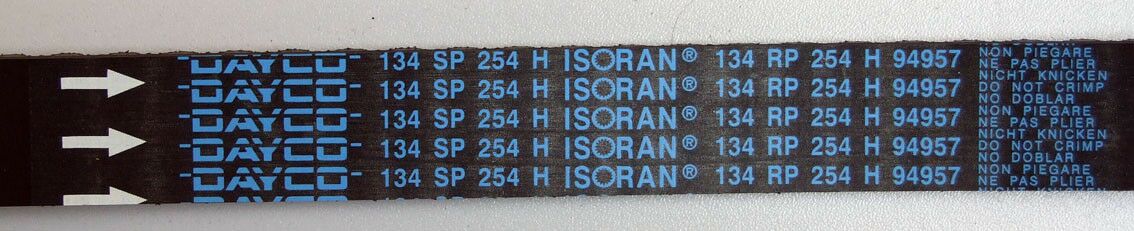 DAYCO 134 SP 254 H ISORAN® 134 RP 254 H 94957
DAYCO 134 SP 254 H ISORAN® 134 RP 254 H 94957
DAYCO 134 SP 254 H ISORAN® 134 RP 254 H 94957
DAYCO 134 SP 254 H ISORAN® 134 RP 254 H 94957
DAYCO 134 SP 254 H ISORAN® 134 RP 254 H 94957
NON PIEGARE
NE PAS PLIER
NICHT KNICKEN
DO NOT CRIMP
NO DOBLAR
NON PIEGARE
NE PAS PLIER
NICHT KNICKEN
DO NOT CRIMP
NO DOBLAR
NON PIEGARE
NE PAS PLIER